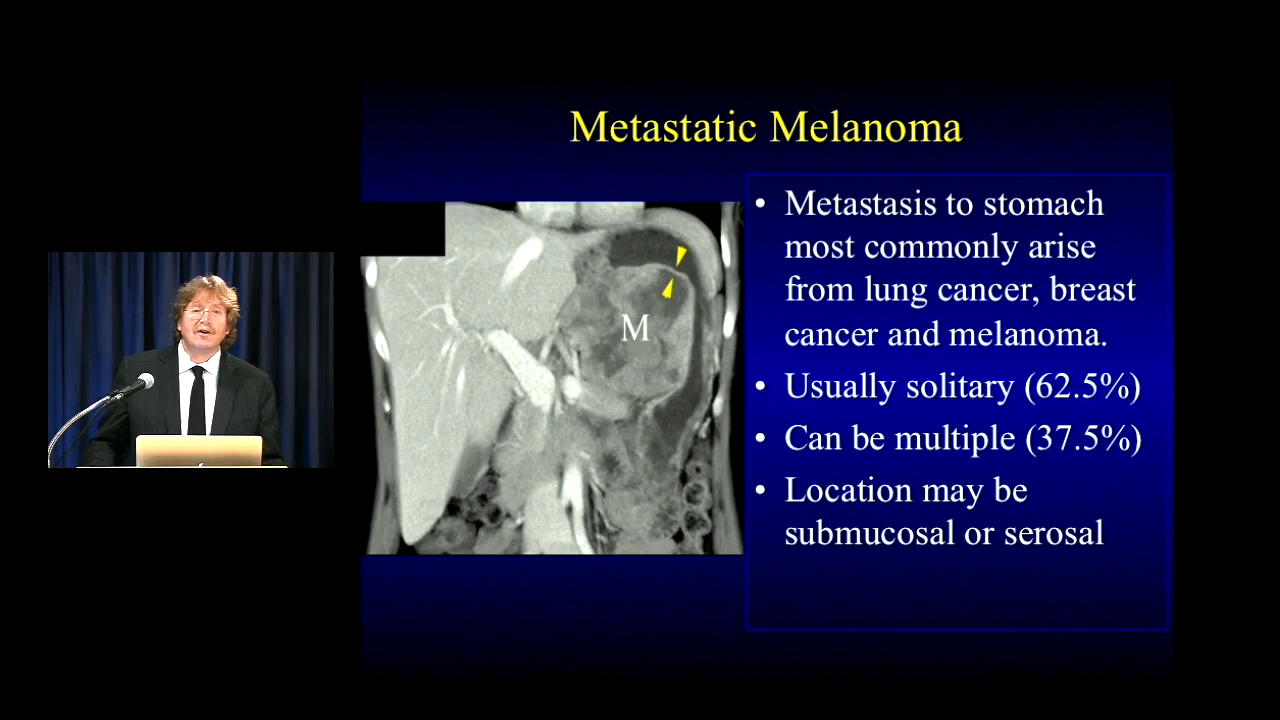 Metastatic Melanoma
• Metastasis to stomach
most commonly arise
from lung cancer, breast
cancer and melanoma.
• Usually solitary (62.5%)
• Can be multiple (37.5%)
• Location may be
submucosal or serosal
M